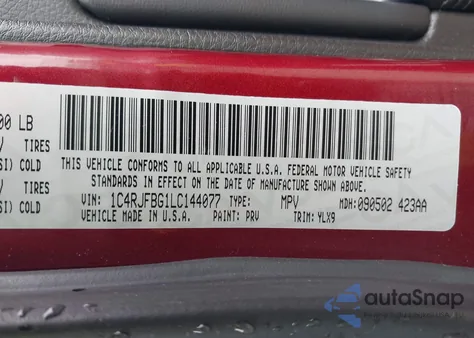 00 LB
TIRES
SI) COLD
TIRES
SI) COLD
THIS VEHICLE CONFORMS TO ALL APPLICABLE U.S.A. FEDERAL MOTOR VEHICLE SAFETY
STANDARDS IN EFFECT ON THE DATE OF MANUFACTURE SHOWN ABOVE.
VIN: 1C4RJFBG1LC144077 TYPE: MPV MDH: 090502 423AA
VEHICLE MADE IN U.S.A. PAINT: PRV TRIM: YLX9
autoSnap